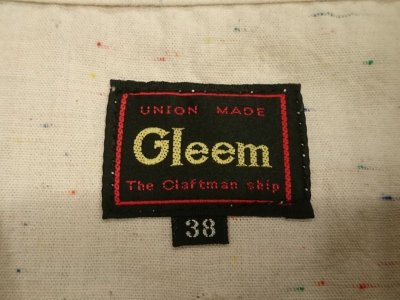 UNION MADE
Gleem
The Claftman ship
38